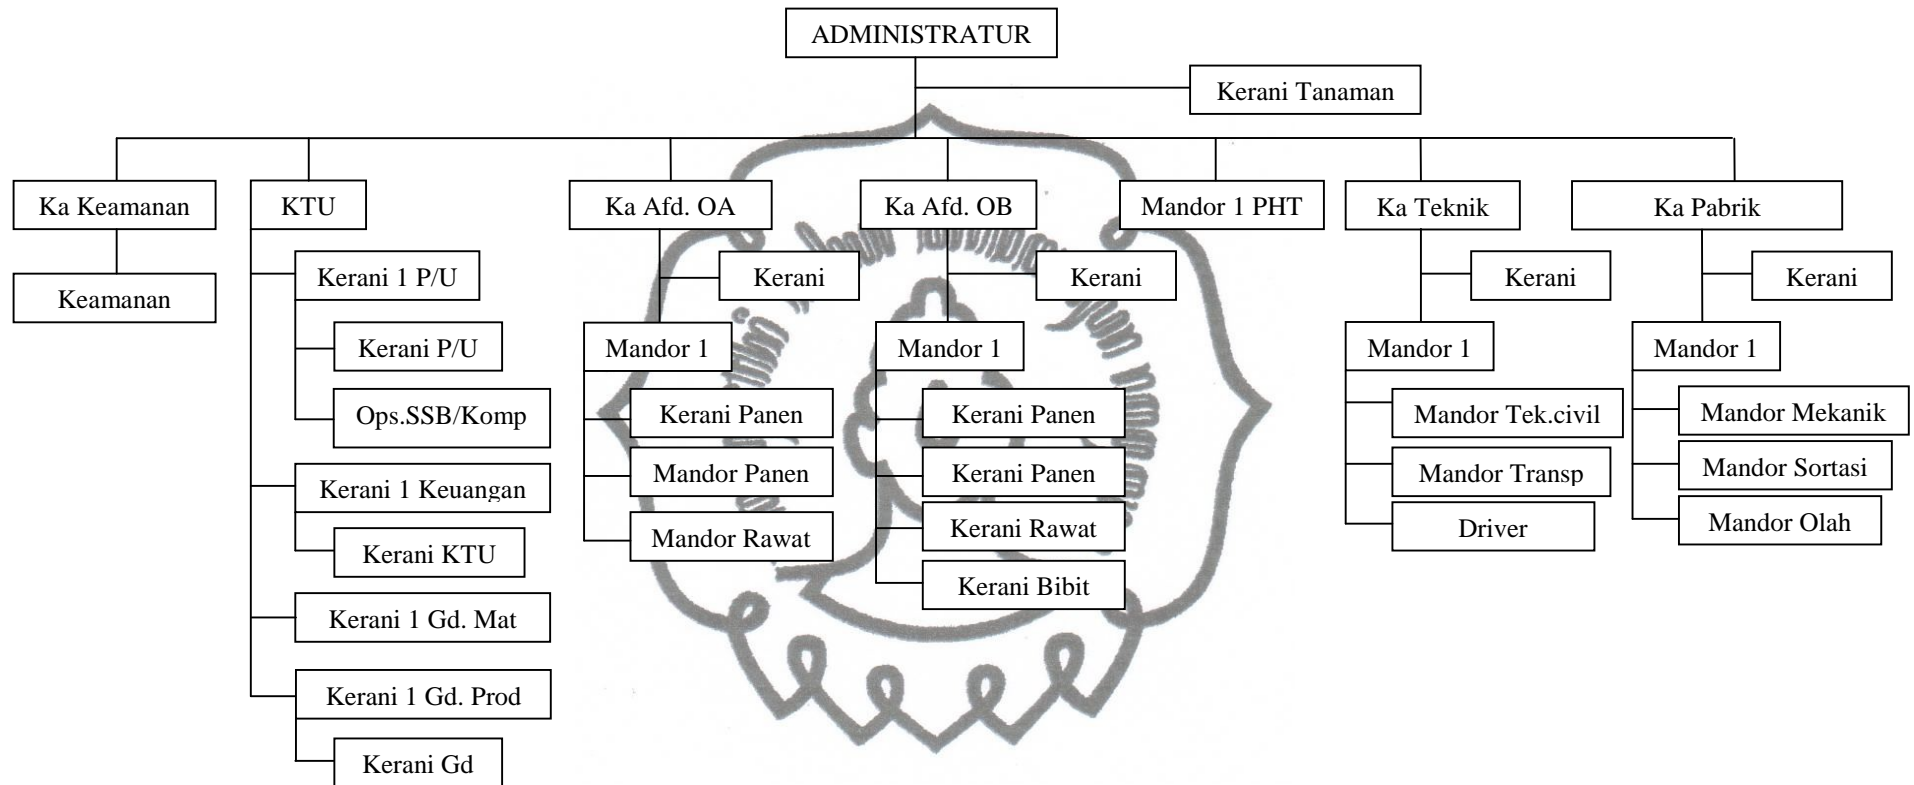 ADMINISTRATUR
Kerani Tanaman
Ka Keamanan
KTU
Ka Afd. OA
Ka Afd. OB
Mandor 1 PHT
Ka Teknik
Ka Pabrik
Keamanan
Kerani 1 P/U
Kerani P/U
Ops.SSB/Komp
Kerani 1 Keuangan
Kerani KTU
Kerani 1 Gd. Mat
Kerani 1 Gd. Prod
Kerani Gd
Kerani
Mandor 1
Kerani Panen
Mandor Panen
Mandor Rawat
Kerani
Mandor 1
Kerani Panen
Kerani Panen
Kerani Rawat
Kerani Bibit
Kerani
Mandor 1
Mandor Tek.civil
Mandor Transp
Driver
Kerani
Mandor 1
Mandor Mekanik
Mandor Sortasi
Mandor Olah